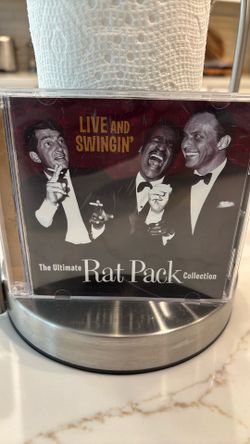 LIVE AND
SWINGIN'
The Ultimate Rat Pack Collection